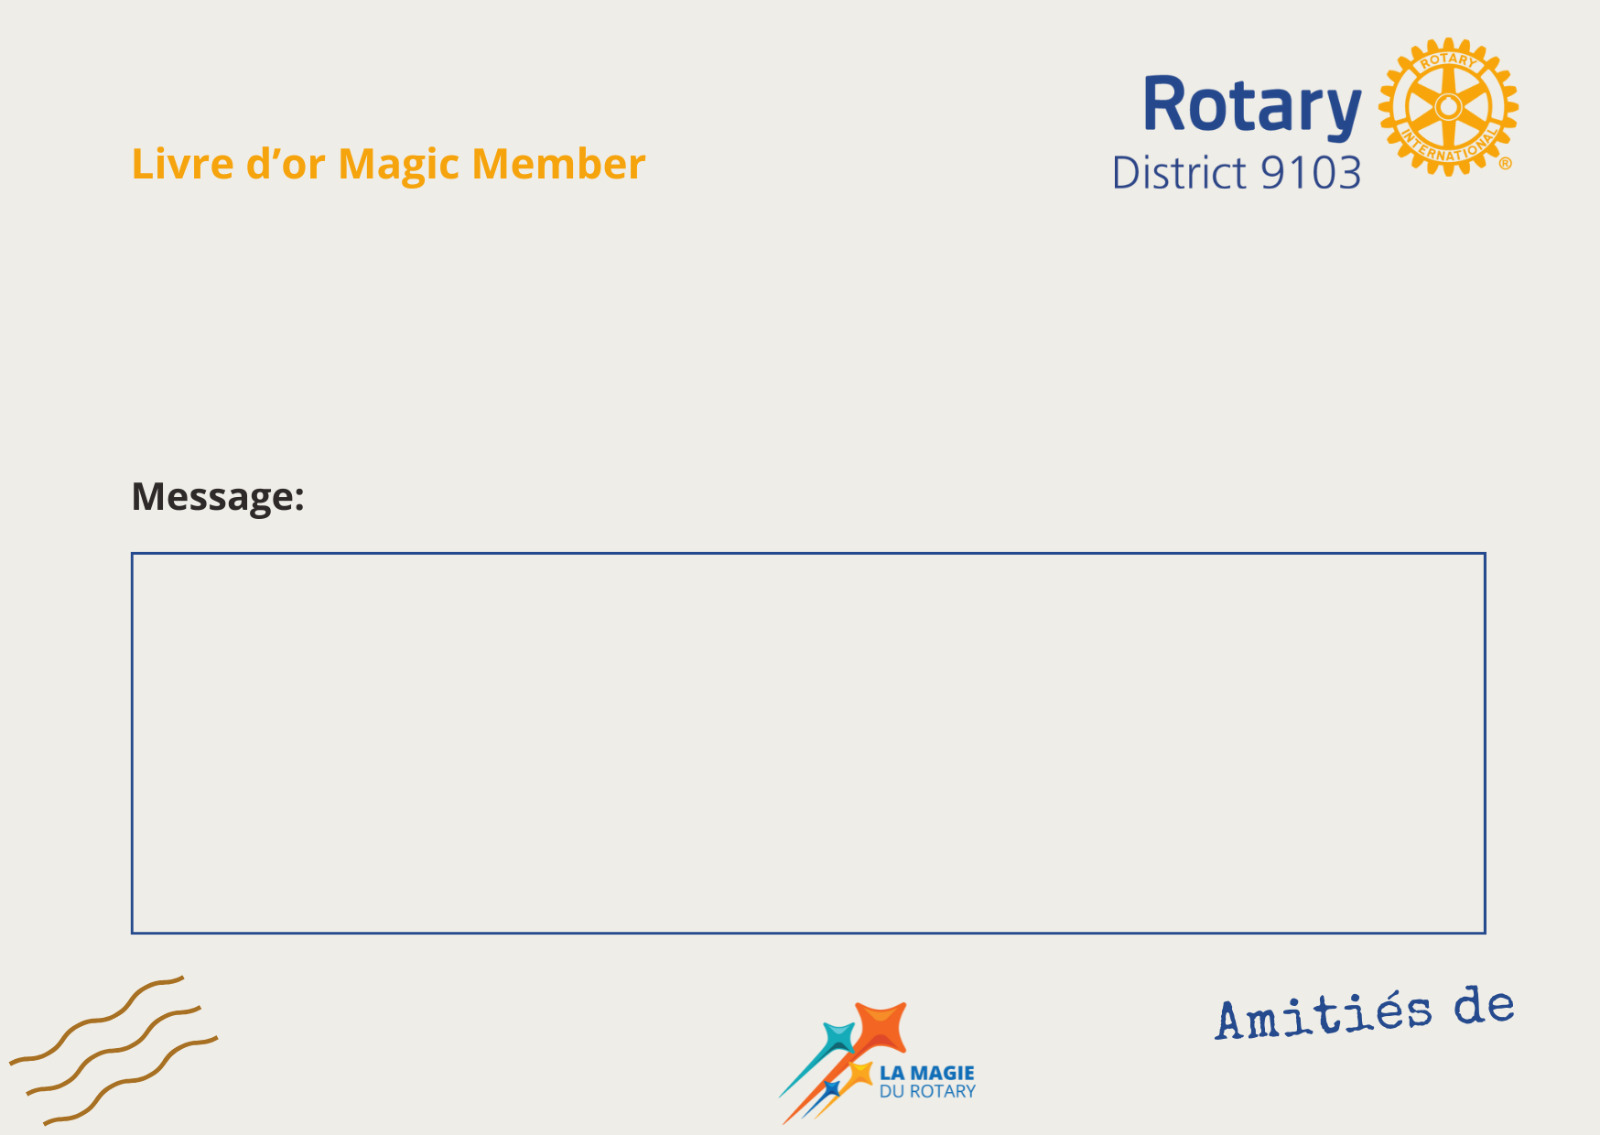 Rotary
District 9103
ROTARY
INTERNATIONAL
®
Livre d’or Magic Member
Message:
Amitiés de
LA MAGIE
DU ROTARY